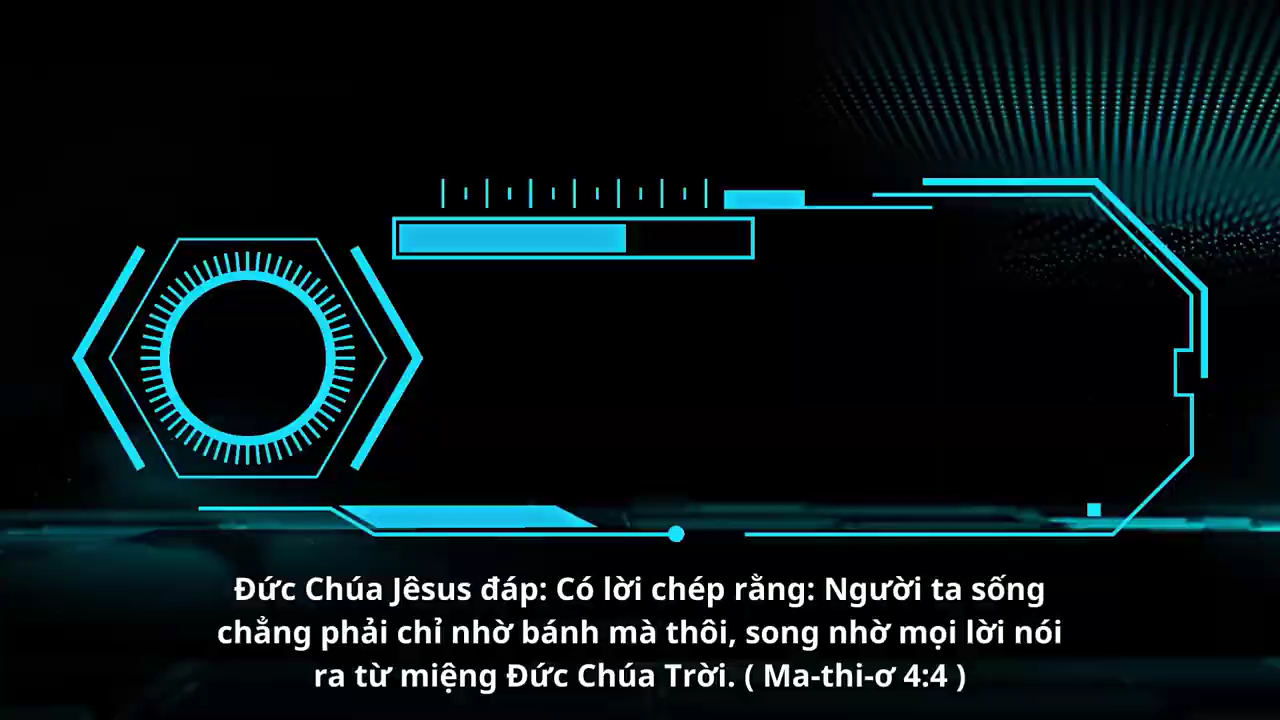 Đức Chúa Jêsus đáp: Có lời chép rằng: Người ta sống
chẳng phải chỉ nhờ bánh mà thôi, song nhờ mọi lời nói
ra từ miệng Đức Chúa Trời. ( Ma-thi-ơ 4:4 )